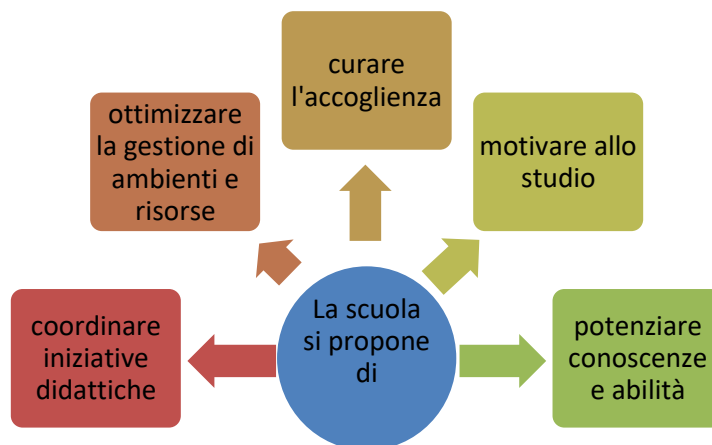 curare
l'accoglienza
ottimizzare
la gestione di
ambienti e
risorse
motivare allo
studio
coordinare
iniziative
didattiche
La scuola
si propone
di
potenziare
conoscenze
e abilità